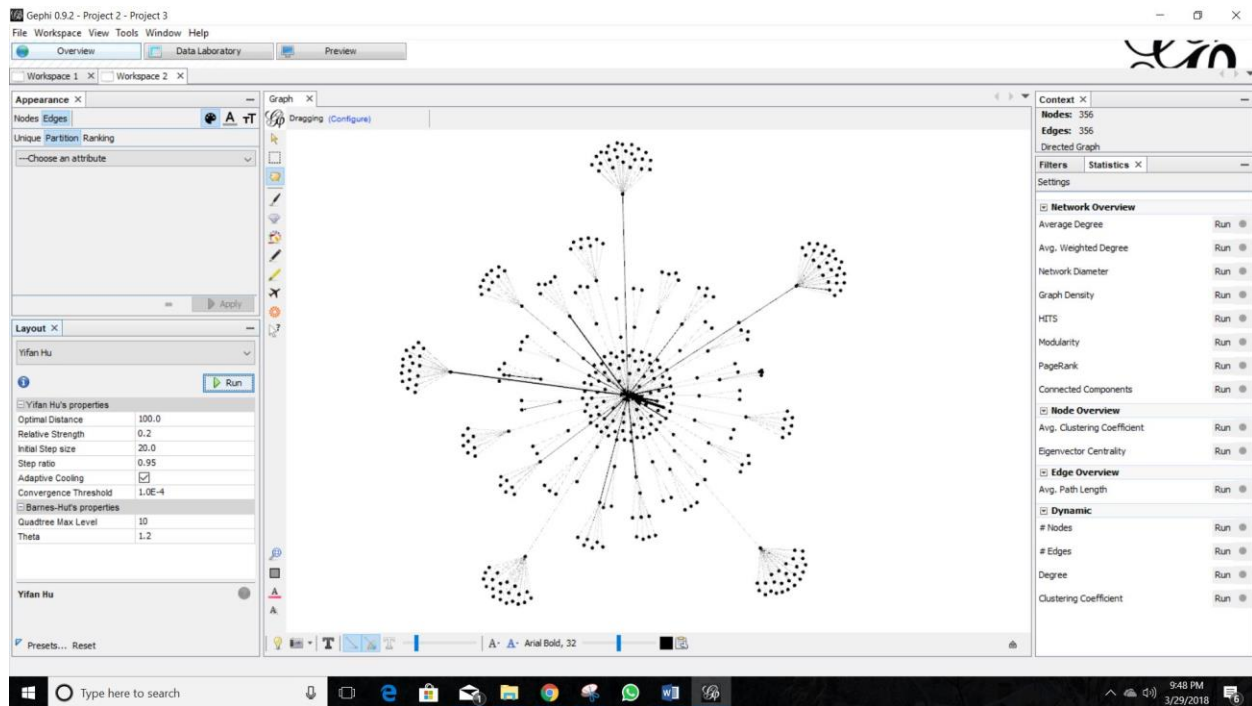 Gephi 0.9.2 - Project 2 - Project 3
File Workspace View Tools Window Help
Overview Data Laboratory Preview
Workspace 1 X Workspace 2 X
Appearance X
Nodes Edges
Unique Partition Ranking
---Choose an attribute
Apply
Layout X
Yifan Hu
Run
Yifan Hu's properties
Optimal Distance 100.0
Relative Strength 0.2
Initial Step size 20.0
Step ratio 0.95
Adaptive Cooling
Convergence Threshold 1.0E-4
Barnes-Hut's properties
Quadtree Max Level 10
Theta 1.2
Yifan Hu
Presets... Reset
Graph X
Dragging (Configure)
A- A- Arial Bold, 32
Context X
Nodes: 356
Edges: 356
Directed Graph
Filters Statistics X
Settings
Network Overview
Average Degree Run
Avg. Weighted Degree Run
Network Diameter Run
Graph Density Run
HITS Run
Modularity Run
PageRank Run
Connected Components Run
Node Overview
Avg. Clustering Coefficient Run
Eigenvector Centrality Run
Edge Overview
Avg. Path Length Run
Dynamic
# Nodes Run
# Edges Run
Degree Run
Clustering Coefficient Run
Type here to search
9:48 PM
3/29/2018